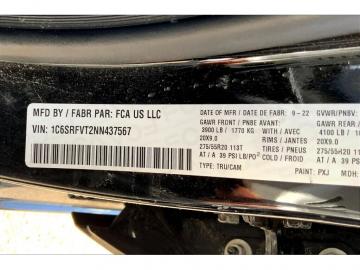 MFD BY / FABR PAR: FCA US LLC
DATE OF MFR / DATE DE FABR: 9 - 22
GVWR/PNBV:
VIN: 1C6SRFVT2NN437567
GAWR FRONT / PNBE AVANT
GAWR REAR /
3900 LB / 1770 KG
WITH / AVEC
4100 LB /
20X9.0
RIMS / JANTES
20X9.0
275/55R20 113T
TIRES / PNEUS
275/55R20
AT / A 39 PSI LB/PO²
COLD / À FROID
AT / A 39 PSI
TYPE: TRU/CAM
PAINT: PXJ
MDH: